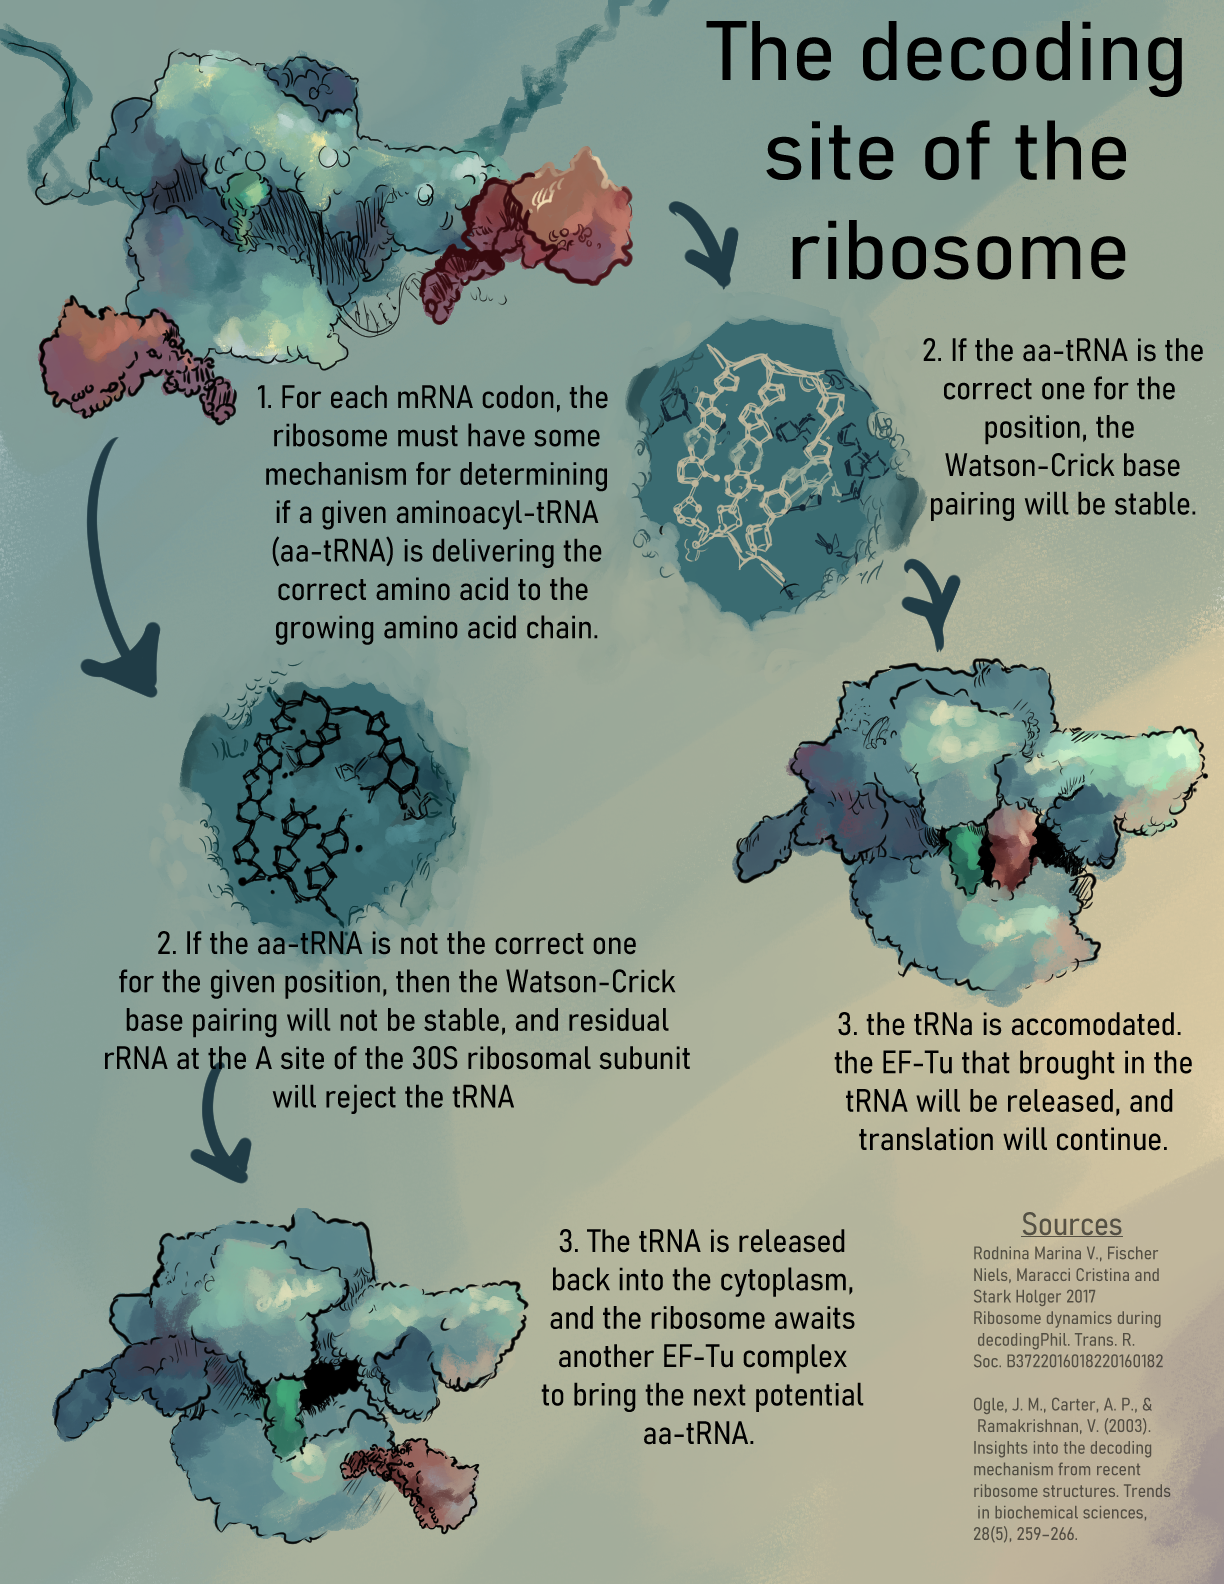 The decoding
site of the
ribosome
1. For each mRNA codon, the
ribosome must have some
mechanism for determining
if a given aminoacyl-tRNA
(aa-tRNA) is delivering the
correct amino acid to the
growing amino acid chain.
2. If the aa-tRNA is the
correct one for the
position, the
Watson-Crick base
pairing will be stable.
2. If the aa-tRNA is not the correct one
for the given position, then the Watson-Crick
base pairing will not be stable, and residual
rRNA at the A site of the 30S ribosomal subunit
will reject the tRNA
3. the tRNa is accomodated.
the EF-Tu that brought in the
tRNA will be released, and
translation will continue.
3. The tRNA is released
back into the cytoplasm,
and the ribosome awaits
another EF-Tu complex
to bring the next potential
aa-tRNA.
Sources
Rodnina Marina V., Fischer
Niels, Maracci Cristina and
Stark Holger 2017
Ribosome dynamics during
decodingPhil. Trans. R.
Soc. B3722016018220160182
Ogle, J. M., Carter, A. P., &
Ramakrishnan, V. (2003).
Insights into the decoding
mechanism from recent
ribosome structures. Trends
in biochemical sciences,
28(5), 259-266.